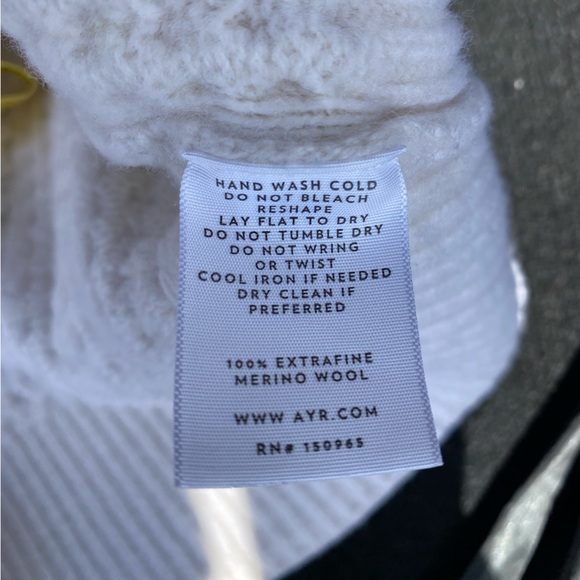 HAND WASH COLD
DO NOT BLEACH
RESHAPE
LAY FLAT TO DRY
DO NOT TUMBLE DRY
DO NOT WRING
OR TWIST
COOL IRON IF NEEDED
DRY CLEAN IF
PREFERRED
100% EXTRAFINE
MERINO WOOL
WWW AYR.COM
RN# 150965